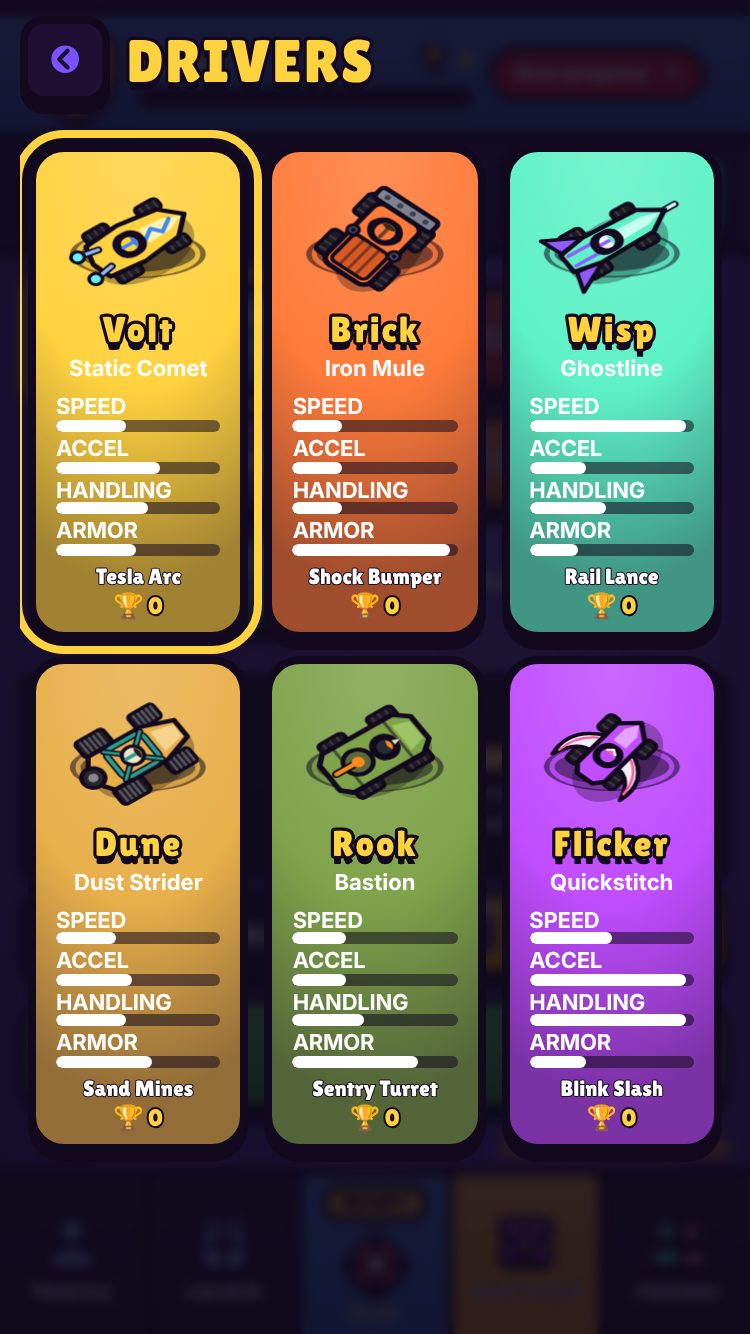 DRIVERS
Volt
Static Comet
SPEED
ACCEL
HANDLING
ARMOR
Tesla Arc
🏆 0
Brick
Iron Mule
SPEED
ACCEL
HANDLING
ARMOR
Shock Bumper
🏆 0
Wisp
Ghostline
SPEED
ACCEL
HANDLING
ARMOR
Rail Lance
🏆 0
Dune
Dust Strider
SPEED
ACCEL
HANDLING
ARMOR
Sand Mines
🏆 0
Rook
Bastion
SPEED
ACCEL
HANDLING
ARMOR
Sentry Turret
🏆 0
Flicker
Quickstitch
SPEED
ACCEL
HANDLING
ARMOR
Blink Slash
🏆 0